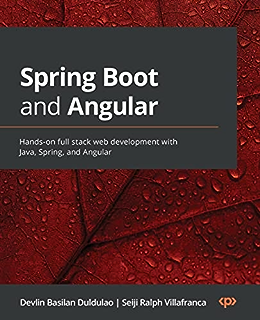 Spring Boot
and Angular
Hands-on full stack web development with
Java, Spring, and Angular
Devlin Basilan Duldulao | Seiji Ralph Villafranca
<p>